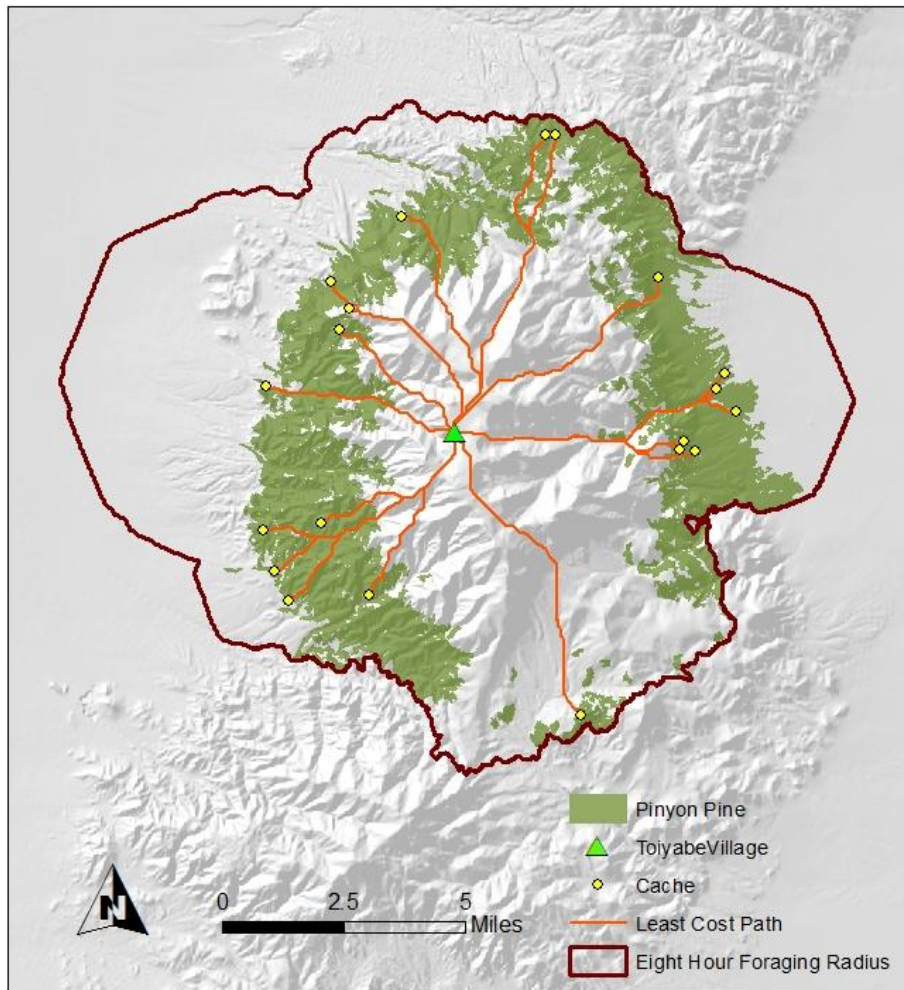 Pinyon Pine
ToiyabeVillage
Cache
Least Cost Path
Eight Hour Foraging Radius
N
0 2.5 5
Miles